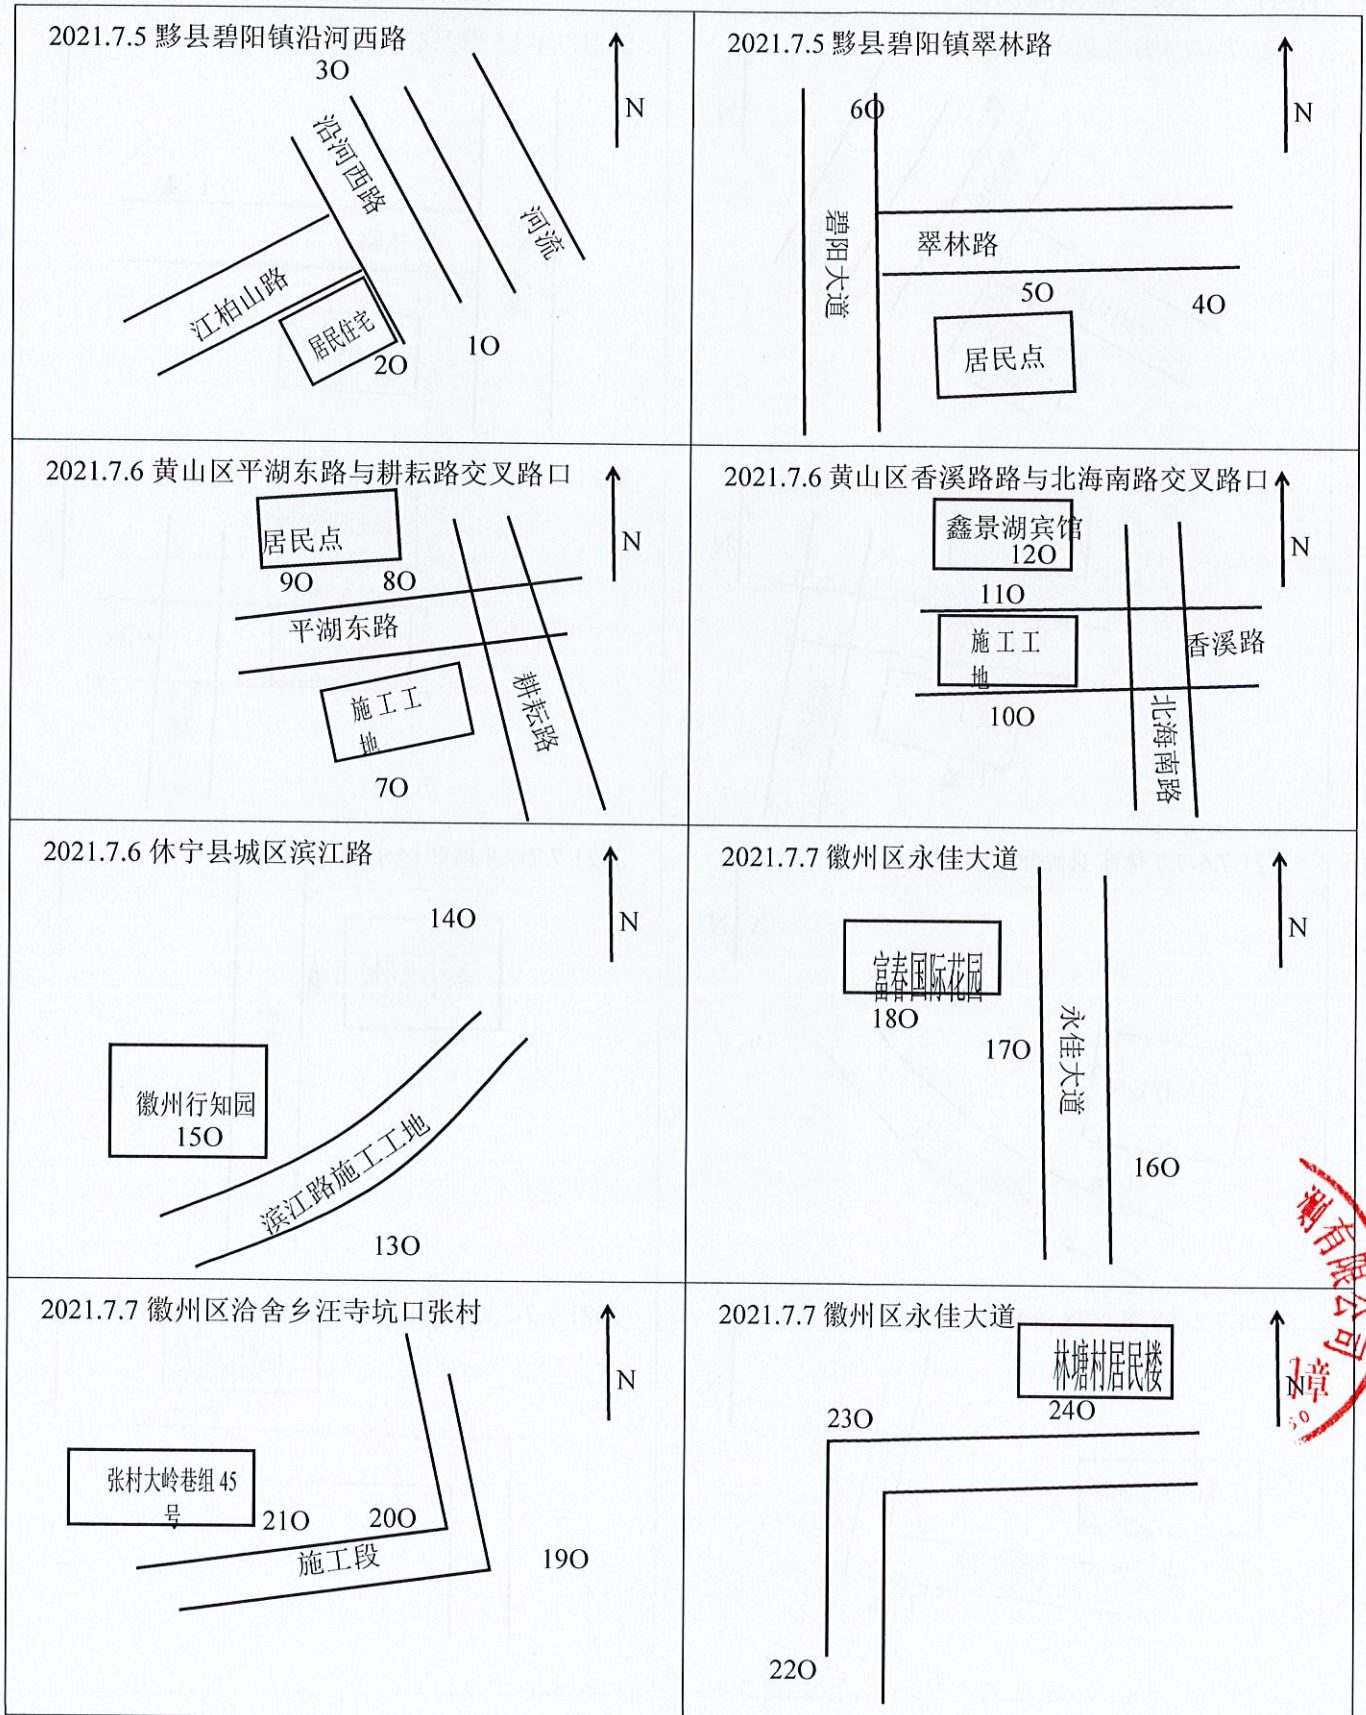 2021.7.5 黟县碧阳镇沿河西路
3O
N
沿河西路
河流
江柏山路
居民住宅
2O
1O
2021.7.5 黟县碧阳镇翠林路
6O
N
碧阳大道
翠林路
5O
4O
居民点
2021.7.6 黄山区平湖东路与耕耘路交叉路口
居民点
N
9O
8O
平湖东路
施工工
地
耕耘路
7O
2021.7.6 黄山区香溪路路与北海南路交叉路口
鑫景湖宾馆
12O
N
11O
施工工
地
香溪路
10O
北海南路
2021.7.6 休宁县城区滨江路
14O
N
徽州行知园
15O
滨江路施工工地
13O
2021.7.7 徽州区永佳大道
N
富春国际花园
18O
17O
永佳大道
16O
2021.7.7 徽州区洽舍乡汪寺坑口张村
N
张村大岭巷组 45
号
21O
20O
施工段
19O
2021.7.7 徽州区永佳大道
林塘村居民楼
N
23O
24O
22O
测有限公司
章
50